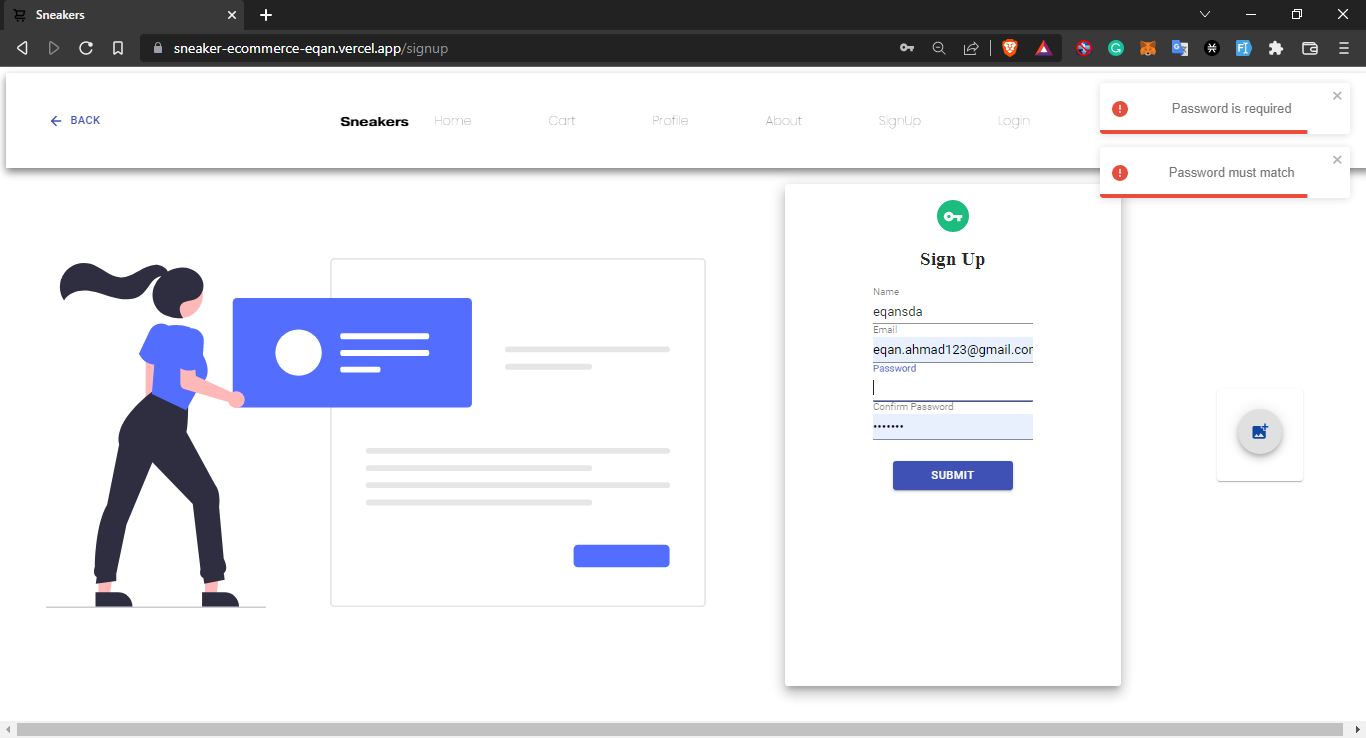 Sneakers
sneaker-ecommerce-eqan.vercel.app/signup
BACK
Sneakers Home Cart Profile About SignUp Login
Password is required
Password must match
Sign Up
Name
eqansda
Email
eqan.ahmad123@gmail.cor
Password
Confirm Password
•••••••
SUBMIT